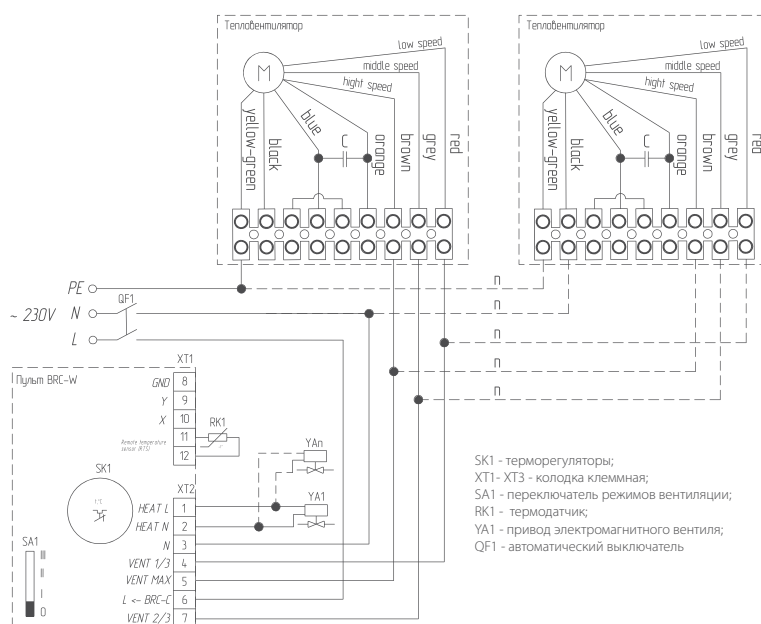 Тепловентилятор
low speed
middle speed
hight speed
M
yellow-green
black
blue
C
orange
brown
grey
red
Тепловентилятор
low speed
middle speed
hight speed
M
yellow-green
black
blue
C
orange
brown
grey
red
PE
~ 230V N
QF1
L
п
п
п
п
Пульт BRC-W
XT1
GND 8
Y 9
X 10
11
Remote temperature
sensor (RTS)
12
RK1
SK1
t °C
XT2
HEAT L 1
HEAT N 2
N 3
VENT 1/3 4
VENT MAX 5
L <- BRC-C 6
VENT 2/3 7
YAn
YA1
SA1
III
II
I
0
SK1 - терморегуляторы;
XT1- XT3 - колодка клеммная;
SA1 - переключатель режимов вентиляции;
RK1 - термодатчик;
YA1 - привод электромагнитного вентиля;
QF1 - автоматический выключатель